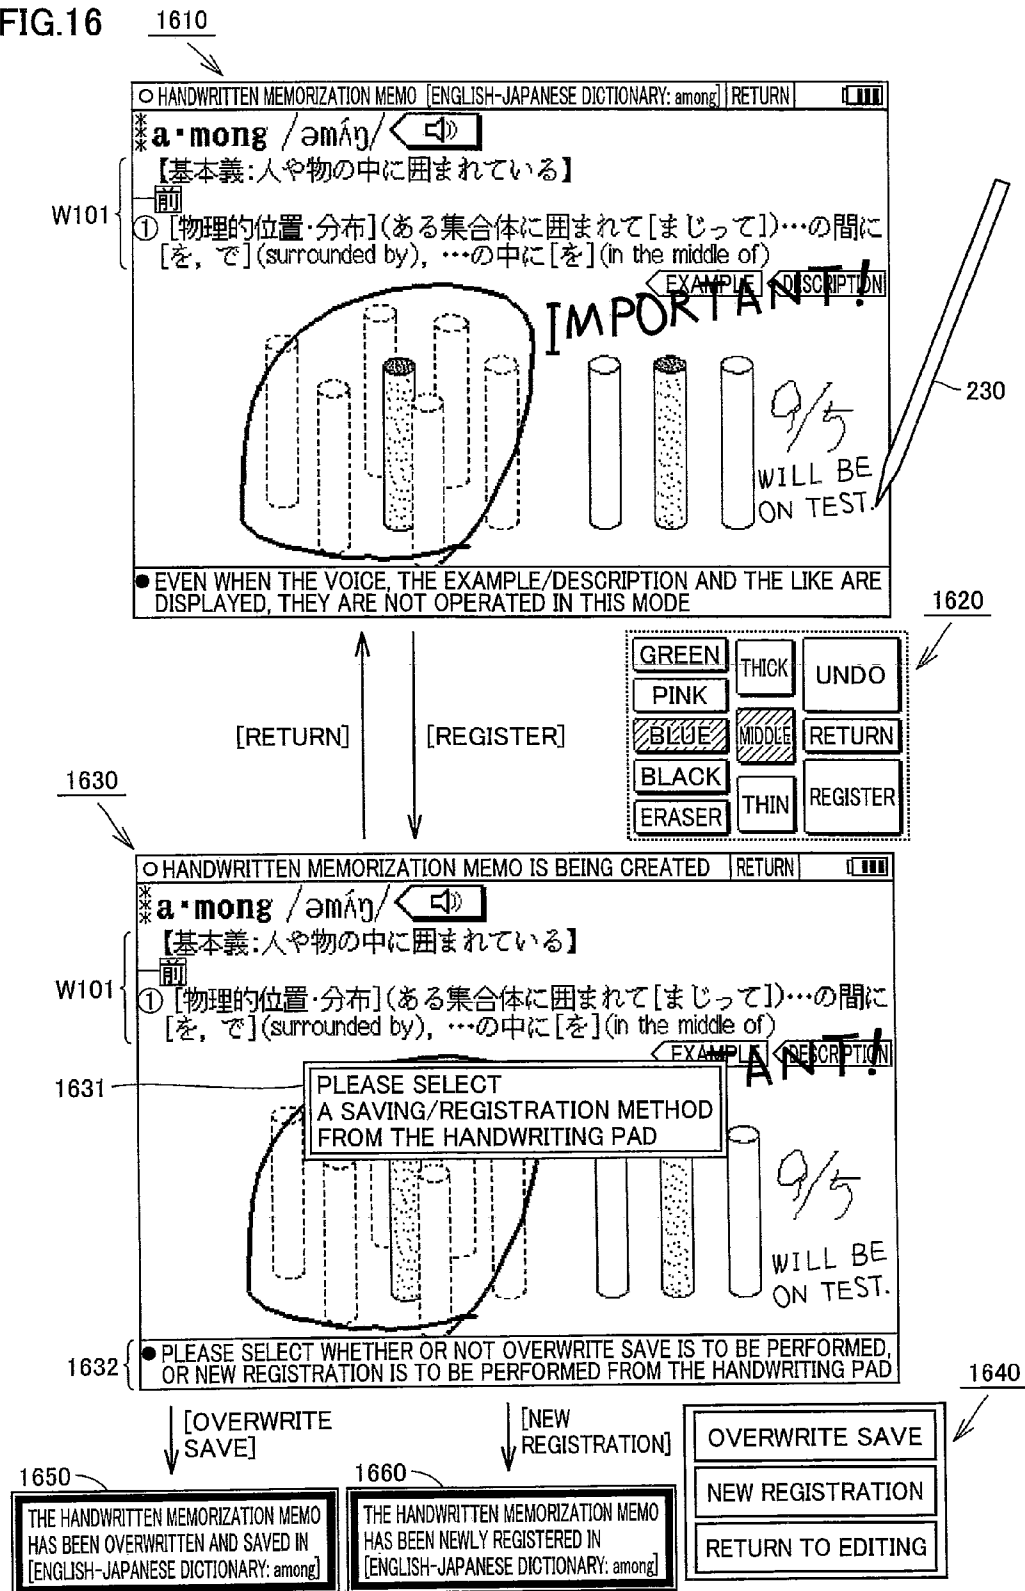 FIG.16
1610
○ HANDWRITTEN MEMORIZATION MEMO [ENGLISH-JAPANESE DICTIONARY: among] RETURN
*** a·mong /əmʌ́ŋ/
【基本義:人や物の中に囲まれている】
W101
前
① [物理的位置·分布](ある集合体に囲まれて[まじって])…の間に
[を, で](surrounded by), …の中に[を](in the middle of)
EXAMPLE DESCRIPTION
IMPORTANT!
230
9/5
WILL BE
ON TEST.
● EVEN WHEN THE VOICE, THE EXAMPLE/DESCRIPTION AND THE LIKE ARE
DISPLAYED, THEY ARE NOT OPERATED IN THIS MODE
1620
GREEN THICK UNDO
PINK
BLUE MIDDLE RETURN
BLACK
THIN REGISTER
ERASER
[RETURN] [REGISTER]
1630
○ HANDWRITTEN MEMORIZATION MEMO IS BEING CREATED RETURN
*** a·mong /əmʌ́ŋ/
【基本義:人や物の中に囲まれている】
W101
前
① [物理的位置·分布](ある集合体に囲まれて[まじって])…の間に
[を, で](surrounded by), …の中に[を](in the middle of)
EXAMPLE DESCRIPTION
ANT!
1631
PLEASE SELECT
A SAVING/REGISTRATION METHOD
FROM THE HANDWRITING PAD
9/5
WILL BE
ON TEST.
1632
● PLEASE SELECT WHETHER OR NOT OVERWRITE SAVE IS TO BE PERFORMED,
OR NEW REGISTRATION IS TO BE PERFORMED FROM THE HANDWRITING PAD
1640
[OVERWRITE
SAVE]
[NEW
REGISTRATION]
OVERWRITE SAVE
NEW REGISTRATION
RETURN TO EDITING
1650
THE HANDWRITTEN MEMORIZATION MEMO
HAS BEEN OVERWRITTEN AND SAVED IN
[ENGLISH-JAPANESE DICTIONARY: among]
1660
THE HANDWRITTEN MEMORIZATION MEMO
HAS BEEN NEWLY REGISTERED IN
[ENGLISH-JAPANESE DICTIONARY: among]